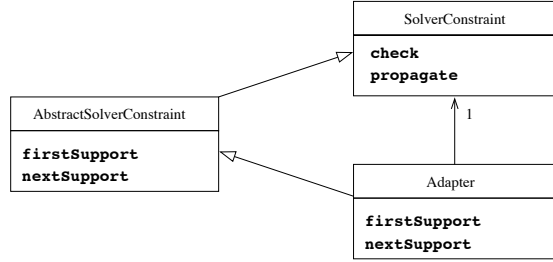 SolverConstraint
check
propagate
AbstractSolverConstraint
firstSupport
nextSupport
1
Adapter
firstSupport
nextSupport